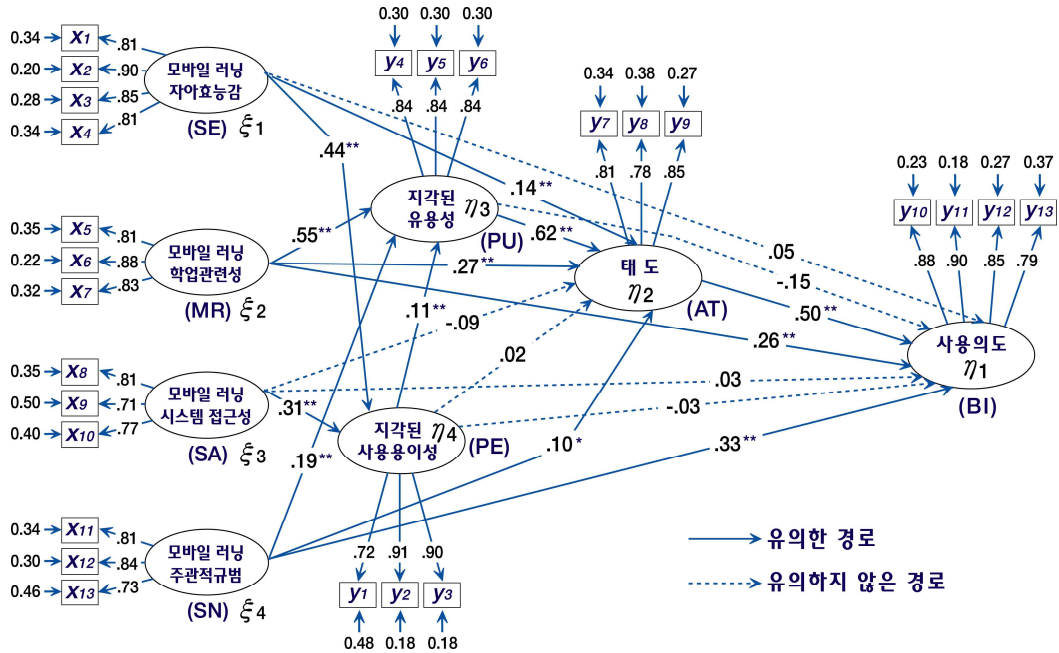 0.34 x1 .81
0.20 x2 .90
0.28 x3 .85
0.34 x4 .81
모바일 러닝
자아효능감
(SE) ξ1
0.35 x5 .81
0.22 x6 .88
0.32 x7 .83
모바일 러닝
학업관련성
(MR) ξ2
0.35 x8 .81
0.50 x9 .71
0.40 x10 .77
모바일 러닝
시스템 접근성
(SA) ξ3
0.34 x11 .81
0.30 x12 .84
0.46 x13 .73
모바일 러닝
주관적규범
(SN) ξ4
0.30 0.30 0.30
y4 y5 y6
.84 .84 .84
지각된
유용성 η3
(PU)
.44**
.55**
.14**
.62**
.27**
.11**
-.09
.02
.31**
.19**
지각된
사용용이성 η4
(PE)
.72 .91 .90
y1 y2 y3
0.48 0.18 0.18
0.34 0.38 0.27
y7 y8 y9
.81 .78 .85
태 도
η2
(AT)
.05
-.15
.50**
.26**
.03
-.03
.10*
.33**
0.23 0.18 0.27 0.37
y10 y11 y12 y13
.88 .90 .85 .79
사용의도
η1
(BI)
유의한 경로
유의하지 않은 경로